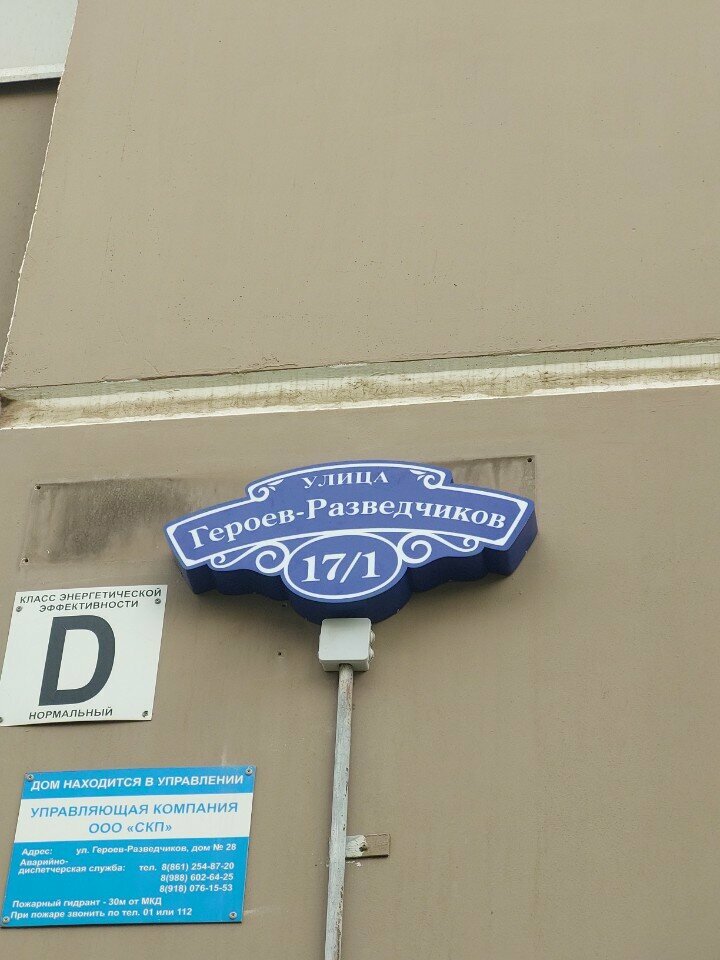 УЛИЦА
Героев-Разведчиков
17/1
КЛАСС ЭНЕРГЕТИЧЕСКОЙ
ЭФФЕКТИВНОСТИ
D
НОРМАЛЬНЫЙ
ДОМ НАХОДИТСЯ В УПРАВЛЕНИИ
УПРАВЛЯЮЩАЯ КОМПАНИЯ
ООО «СКП»
Адрес: ул. Героев-Разведчиков, дом № 28
Аварийно-
диспетчерская служба: тел. 8(861) 254-87-20
8(988) 602-64-25
8(918) 076-15-53
Пожарный гидрант - 30м от МКД
При пожаре звонить по тел. 01 или 112